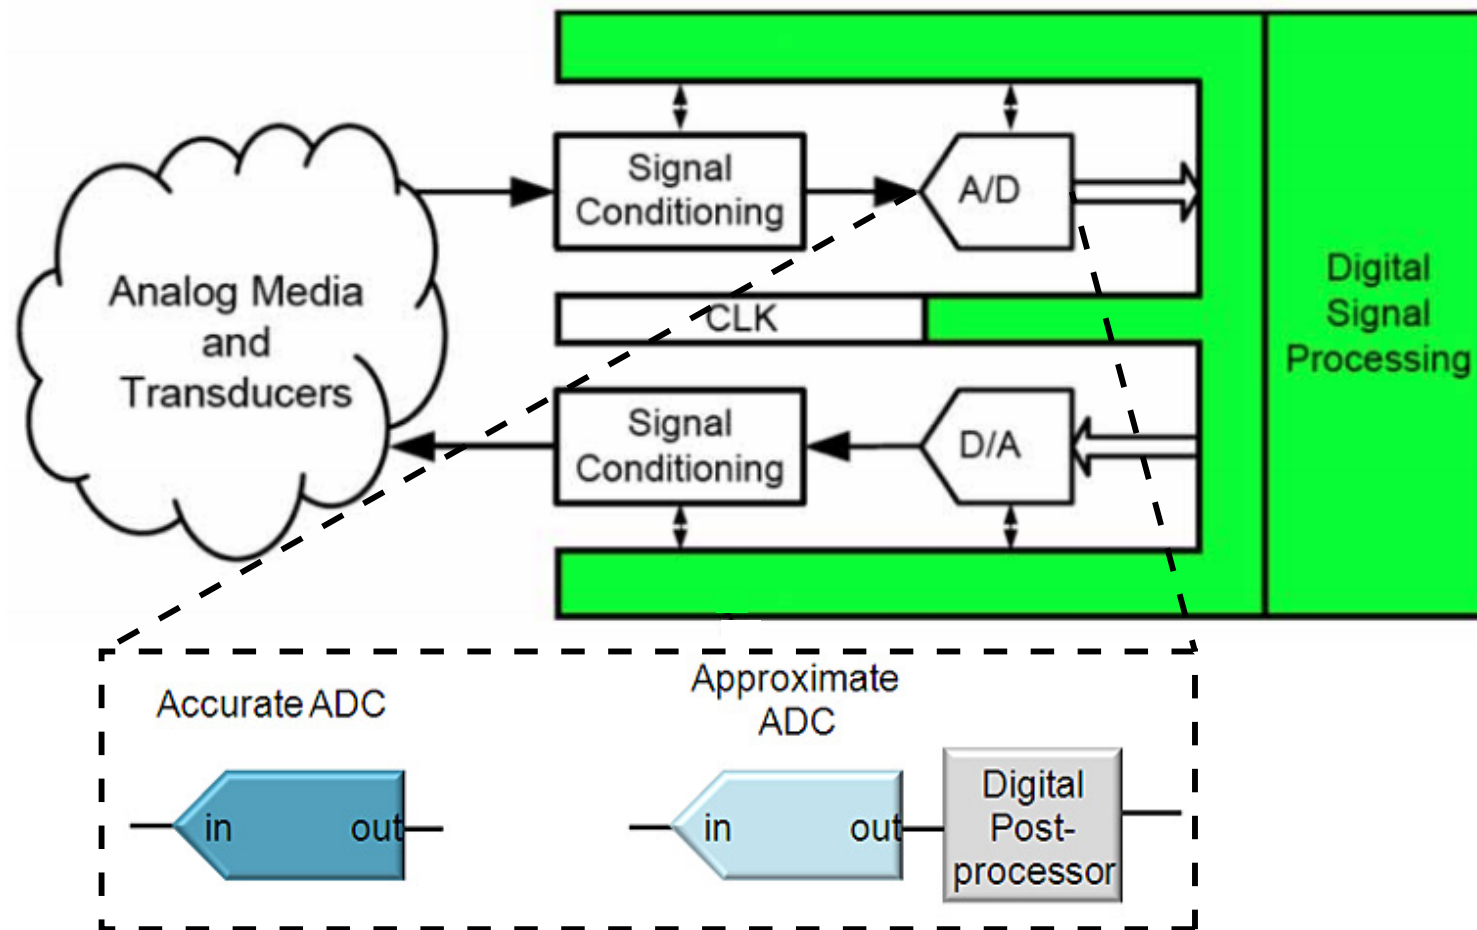 Signal
Conditioning
A/D
Analog Media
and
Transducers
CLK
Digital
Signal
Processing
Signal
Conditioning
D/A
Accurate ADC
Approximate
ADC
in
out
in
out
Digital
Post-
processor